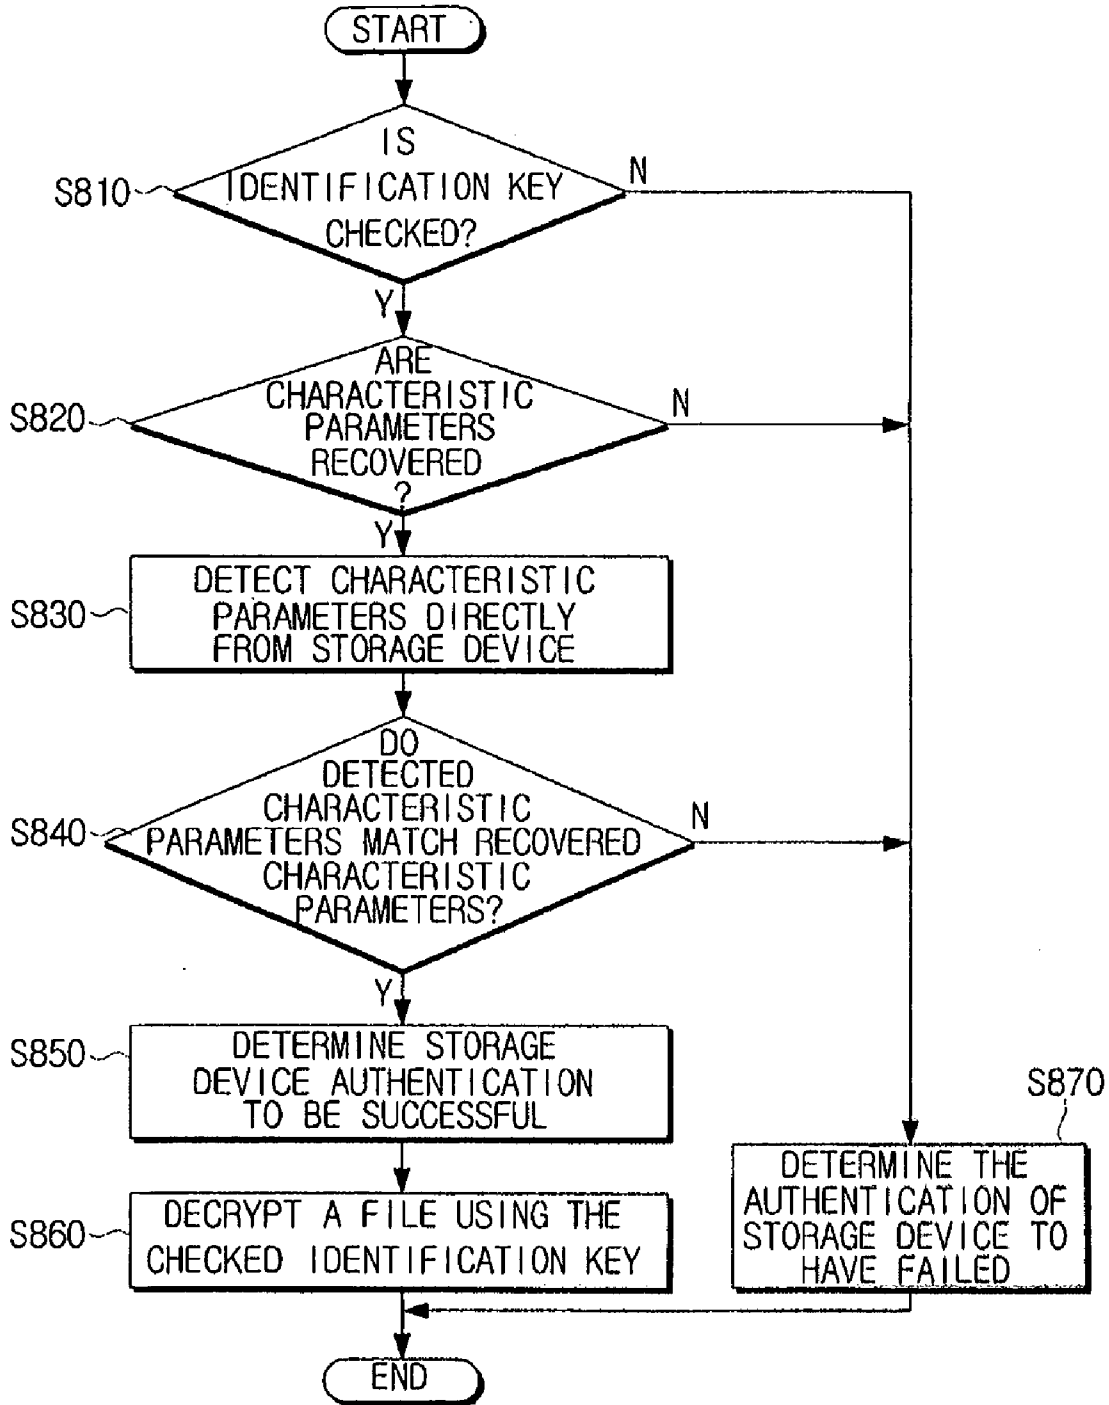 START
IS
IDENTIFICATION KEY
CHECKED?
S810
N
Y
ARE
CHARACTERISTIC
PARAMETERS
RECOVERED
?
S820
N
Y
DETECT CHARACTERISTIC
PARAMETERS DIRECTLY
FROM STORAGE DEVICE
S830
DO
DETECTED
CHARACTERISTIC
PARAMETERS MATCH RECOVERED
CHARACTERISTIC
PARAMETERS?
S840
N
Y
DETERMINE STORAGE
DEVICE AUTHENTICATION
TO BE SUCCESSFUL
S850
S870
DETERMINE THE
AUTHENTICATION OF
STORAGE DEVICE TO
HAVE FAILED
DECRYPT A FILE USING THE
CHECKED IDENTIFICATION KEY
S860
END